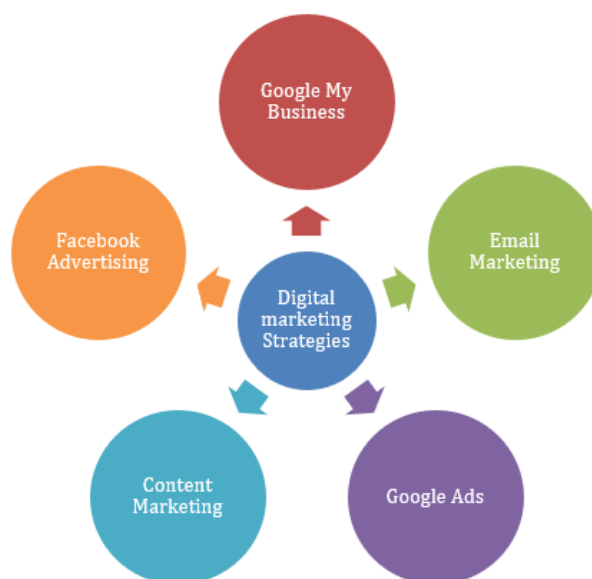 Google My
Business
Facebook
Advertising
Email
Marketing
Digital
marketing
Strategies
Content
Marketing
Google Ads